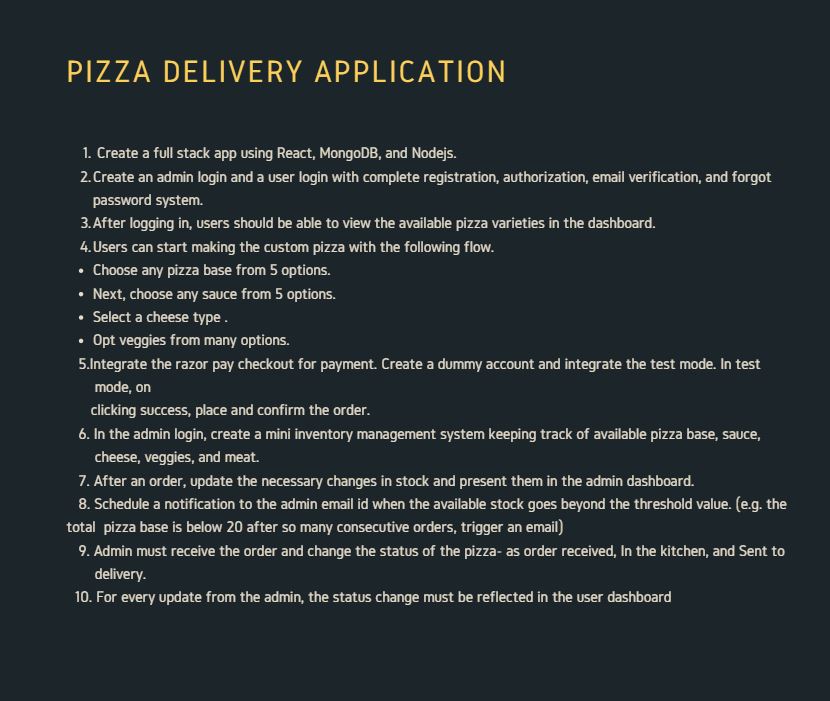 PIZZA DELIVERY APPLICATION
1. Create a full stack app using React, MongoDB, and Nodejs.
2.Create an admin login and a user login with complete registration, authorization, email verification, and forgot
password system.
3.After logging in, users should be able to view the available pizza varieties in the dashboard.
4.Users can start making the custom pizza with the following flow.
• Choose any pizza base from 5 options.
• Next, choose any sauce from 5 options.
• Select a cheese type .
• Opt veggies from many options.
5.Integrate the razor pay checkout for payment. Create a dummy account and integrate the test mode. In test
mode, on
clicking success, place and confirm the order.
6. In the admin login, create a mini inventory management system keeping track of available pizza base, sauce,
cheese, veggies, and meat.
7. After an order, update the necessary changes in stock and present them in the admin dashboard.
8. Schedule a notification to the admin email id when the available stock goes beyond the threshold value. (e.g. the
total pizza base is below 20 after so many consecutive orders, trigger an email)
9. Admin must receive the order and change the status of the pizza- as order received, In the kitchen, and Sent to
delivery.
10. For every update from the admin, the status change must be reflected in the user dashboard